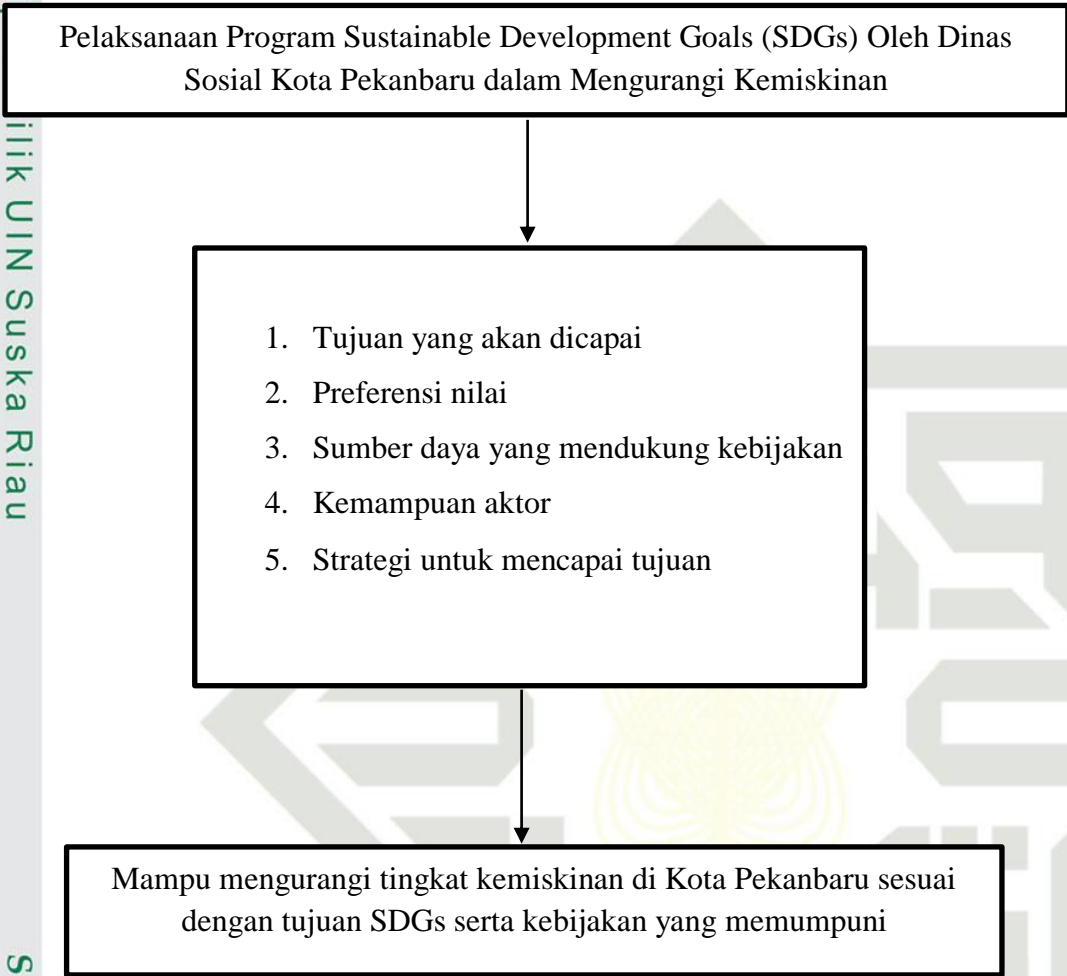 Pelaksanaan Program Sustainable Development Goals (SDGs) Oleh Dinas
Sosial Kota Pekanbaru dalam Mengurangi Kemiskinan
ilik UIN Suska Riau
1. Tujuan yang akan dicapai
2. Preferensi nilai
3. Sumber daya yang mendukung kebijakan
4. Kemampuan aktor
5. Strategi untuk mencapai tujuan
Mampu mengurangi tingkat kemiskinan di Kota Pekanbaru sesuai
dengan tujuan SDGs serta kebijakan yang memumpuni
S